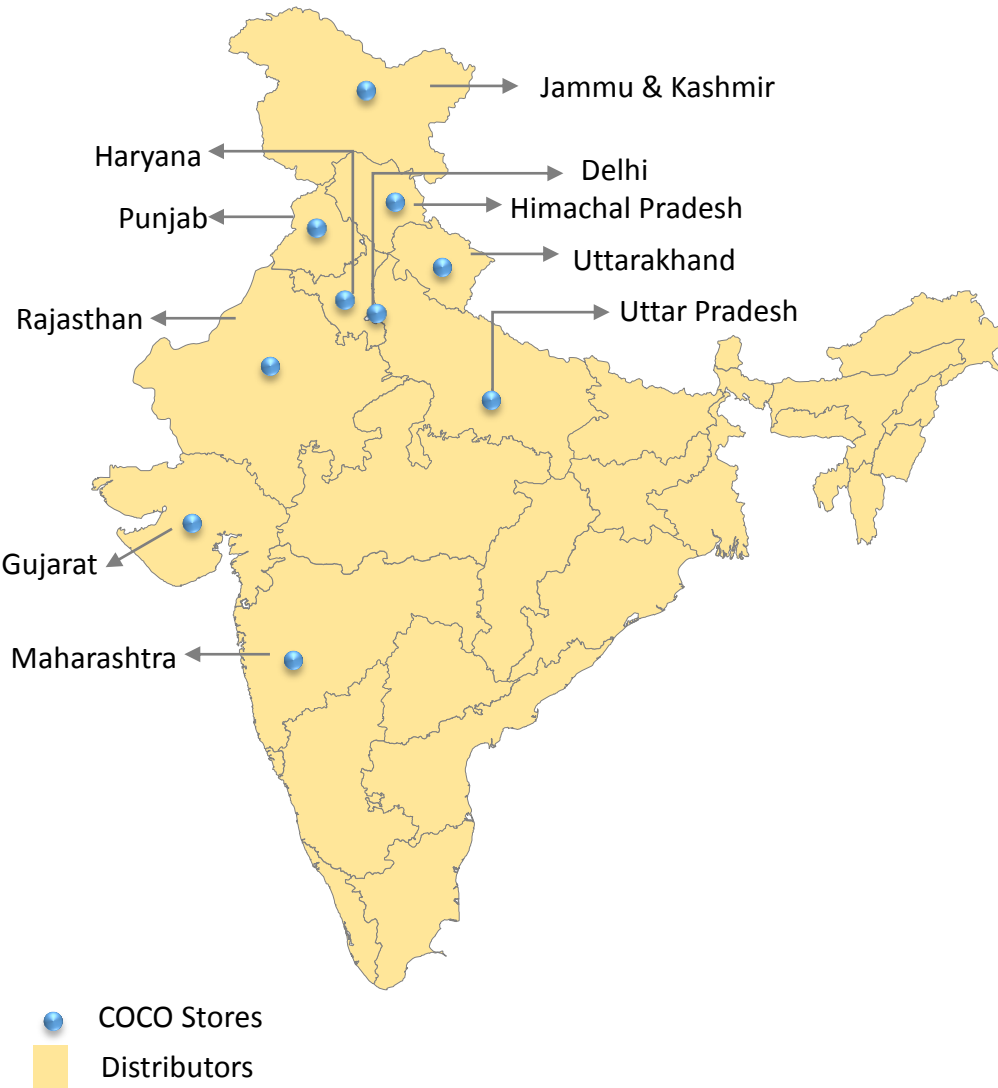 Jammu & Kashmir
Haryana
Delhi
Punjab
Himachal Pradesh
Uttarakhand
Rajasthan
Uttar Pradesh
Gujarat
Maharashtra
COCO Stores
Distributors